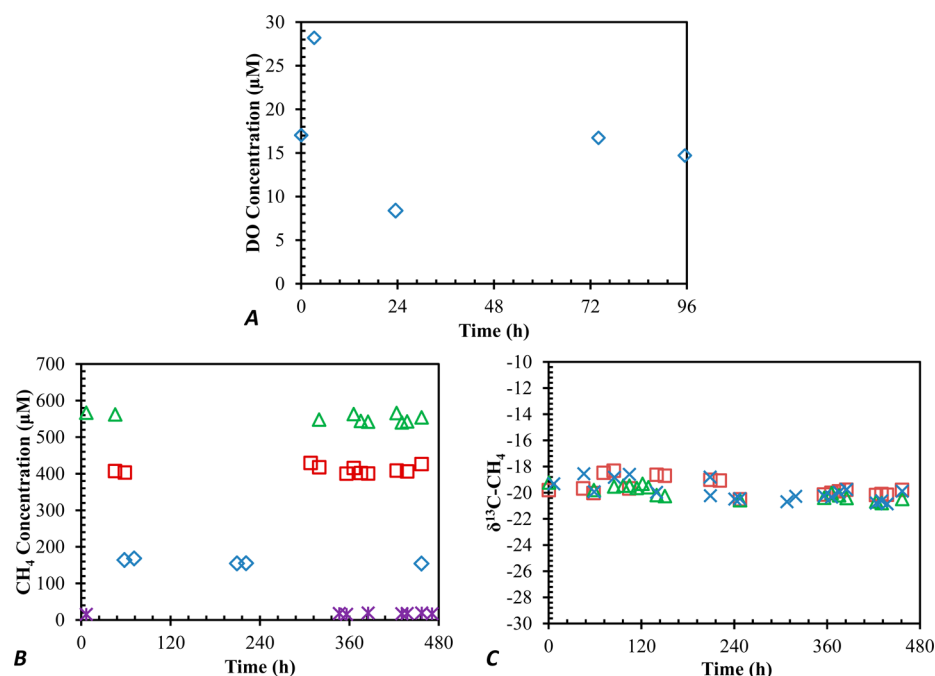 30
25
20
15
10
5
0
DO Concentration (µM)
0 24 48 72 96
Time (h)
A
700
600
500
400
300
200
100
0
CH₄ Concentration (µM)
0 120 240 360 480
Time (h)
B
-10
-12
-14
-16
-18
-20
-22
-24
-26
-28
-30
δ¹³C-CH₄
0 120 240 360 480
Time (h)
C